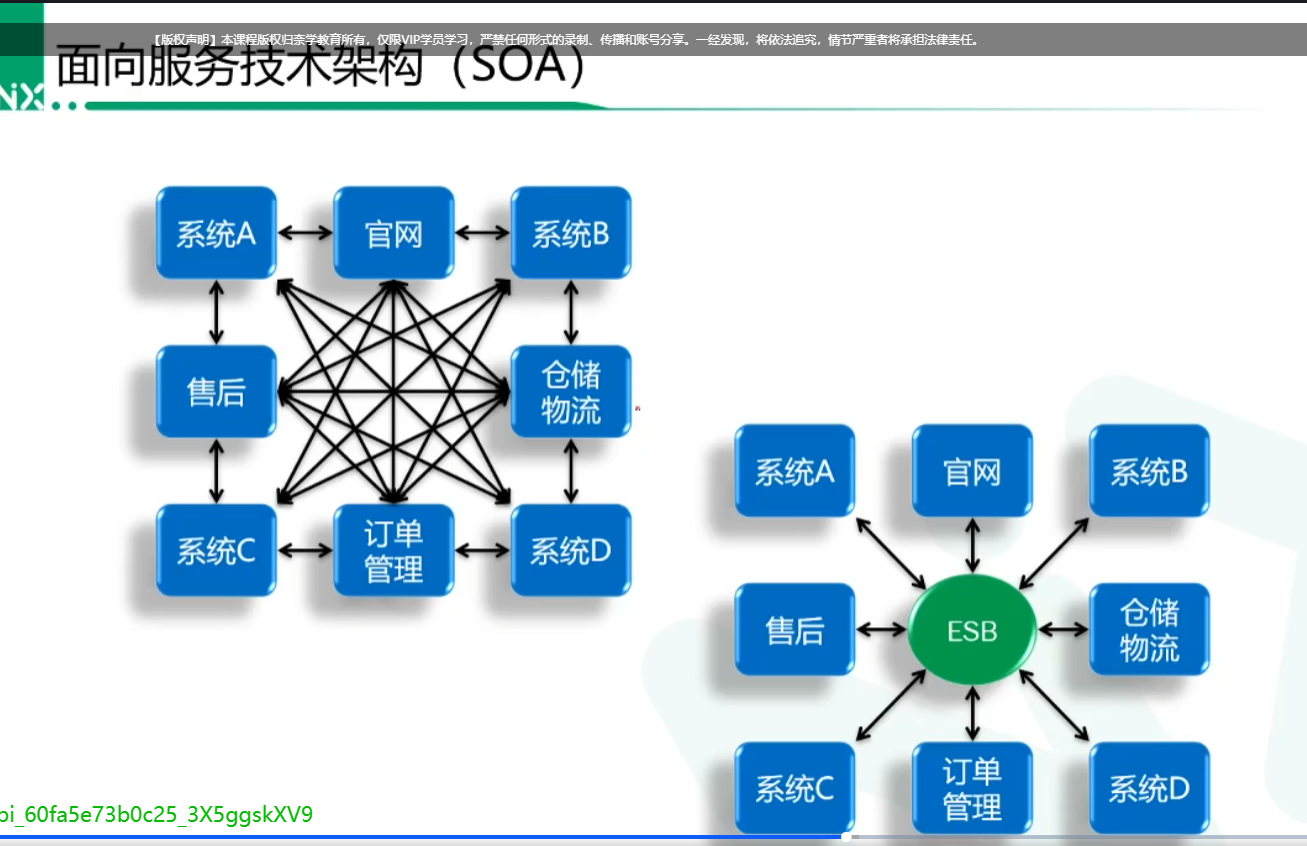 【版权声明】本课程版权归奈学教育所有，仅限VIP学员学习，严禁任何形式的录制、传播和账号分享。一经发现，将依法追究，情节严重者将承担法律责任。
面向服务技术架构（SOA）
NiX
系统A
官网
系统B
售后
仓储
物流
系统C
订单
管理
系统D
系统A
官网
系统B
售后
ESB
仓储
物流
系统C
订单
管理
系统D
pi_60fa5e73b0c25_3X5ggskXV9